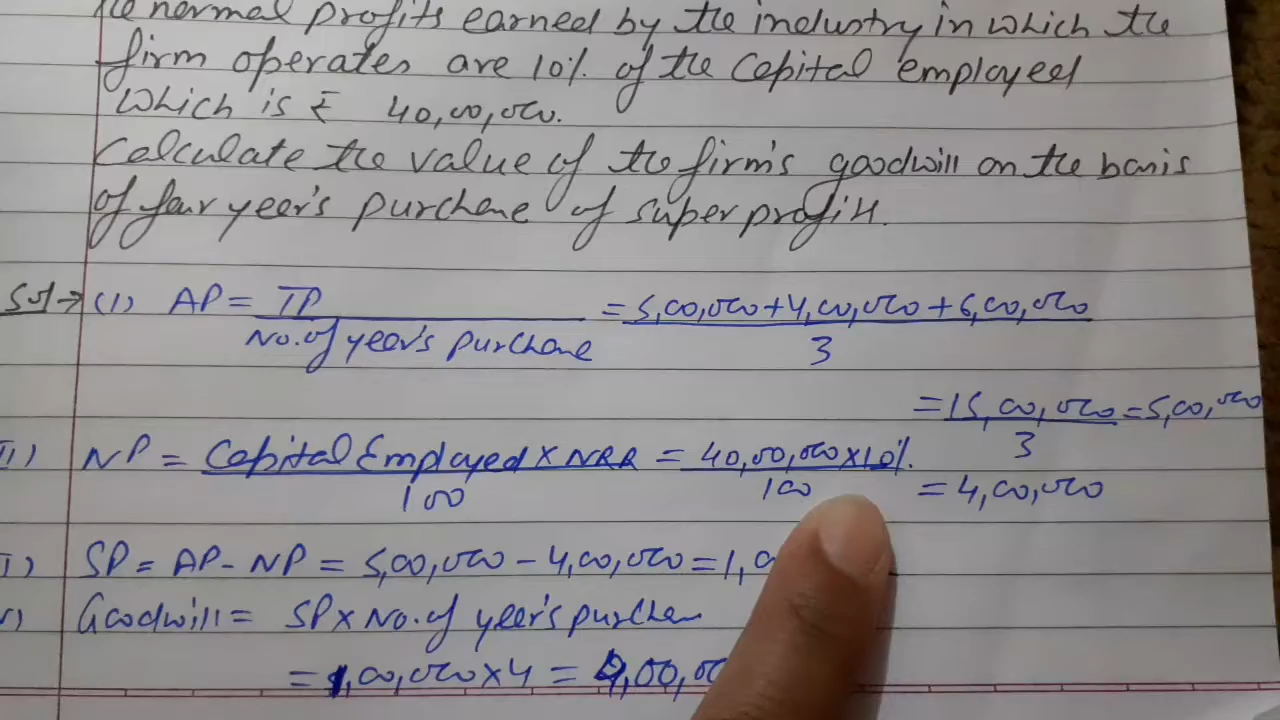 The normal profits earned by the industry in which the
firm operates are 10% of the Capital employed
which is ₹ 40,00,000.
Calculate the value of the firm's goodwill on the basis
of four year's purchase of super profit.
Sol→ (i) AP = TP / No. of year's purchase = 5,00,000 + 4,00,000 + 6,00,000 / 3
= 15,00,000 / 3 = 5,00,000
ii) NP = Capital Employed × NRR / 100 = 40,00,000 × 10% / 100 = 4,00,000
i) SP = AP - NP = 5,00,000 - 4,00,000 = 1,0
Goodwill = SP × No. of year's purchase
= 1,00,000 × 4 = 4,00,00